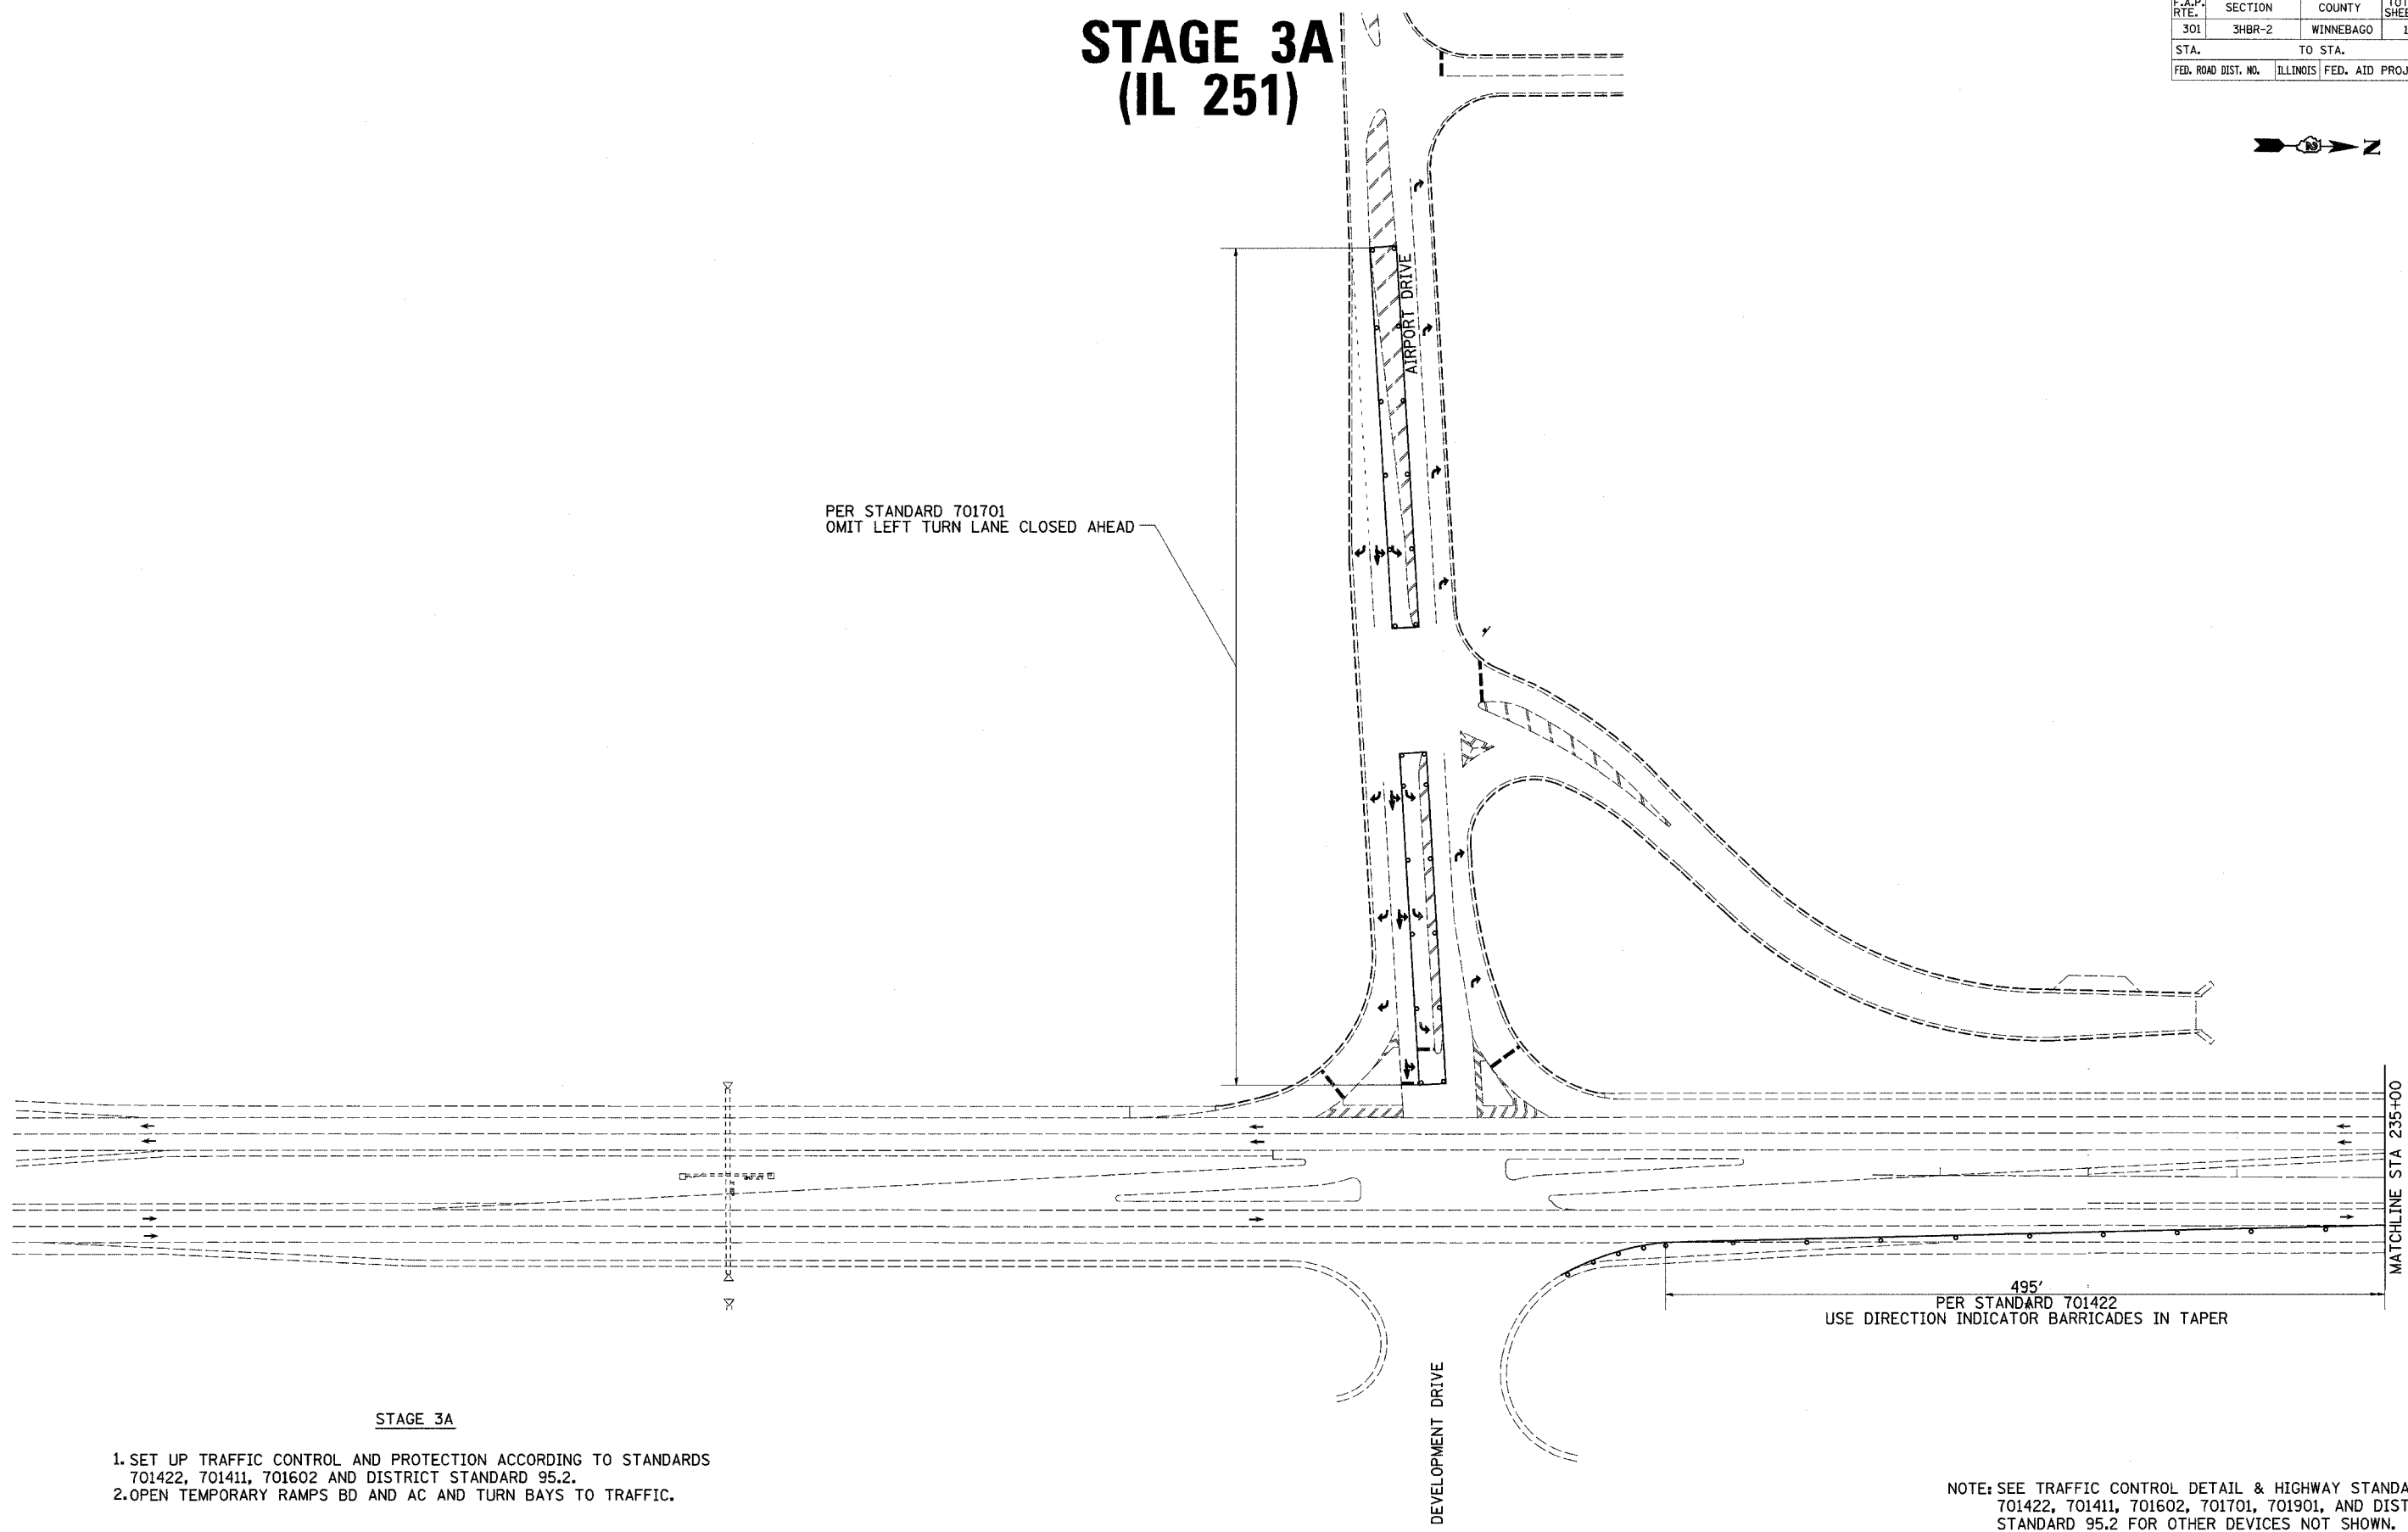 STAGE 3A
(IL 251)
F.A.P. RTE. SECTION COUNTY
301 3HBR-2 WINNEBAGO
STA. TO STA.
FED. ROAD DIST. NO. ILLINOIS FED. AID
N
AIRPORT DRIVE
PER STANDARD 701701
OMIT LEFT TURN LANE CLOSED AHEAD
MATCHLINE STA 235+00
495'
PER STANDARD 701422
USE DIRECTION INDICATOR BARRICADES IN TAPER
DEVELOPMENT DRIVE
STAGE 3A
1. SET UP TRAFFIC CONTROL AND PROTECTION ACCORDING TO STANDARDS
701422, 701411, 701602 AND DISTRICT STANDARD 95.2.
2. OPEN TEMPORARY RAMPS BD AND AC AND TURN BAYS TO TRAFFIC.
NOTE: SEE TRAFFIC CONTROL DETAIL & HIGHWAY
701422, 701411, 701602, 701701, 701901, AND
STANDARD 95.2 FOR OTHER DEVICES NOT SHOWN.